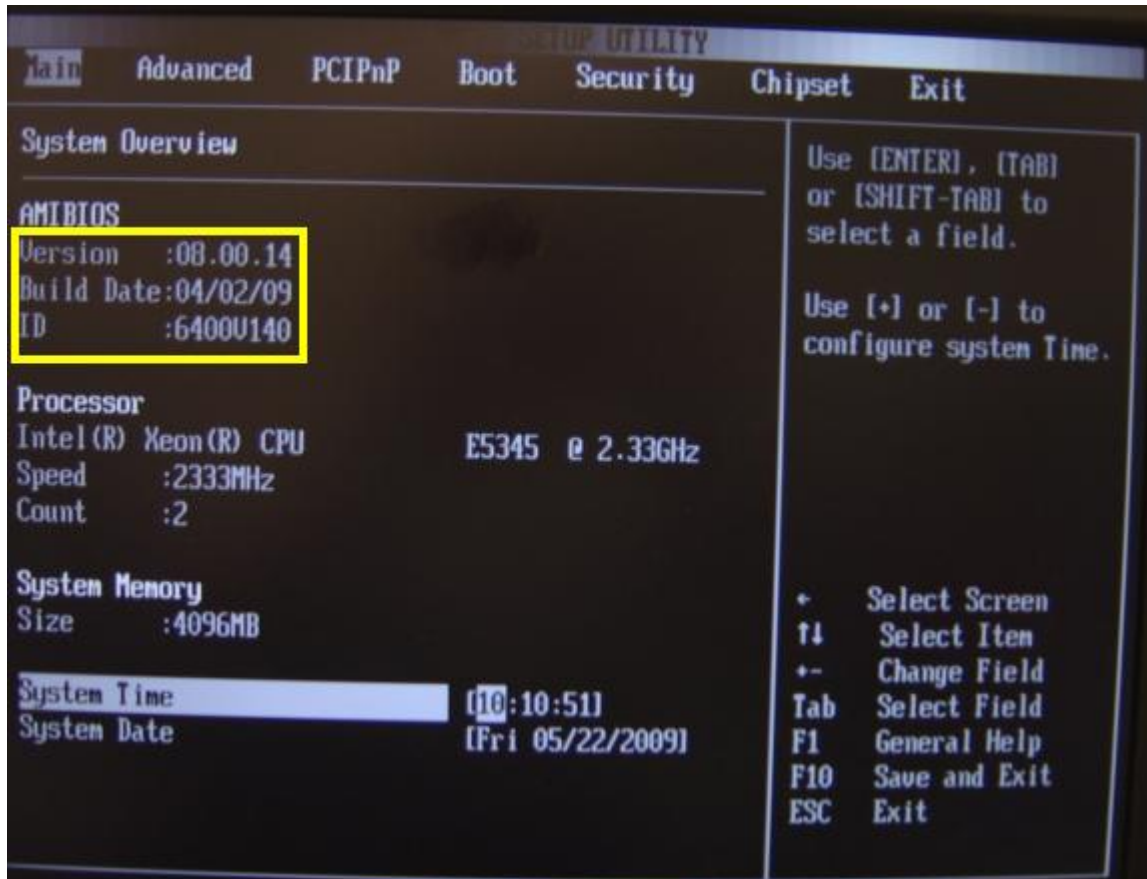 SETUP UTILITY
Main Advanced PCIPnP Boot Security Chipset Exit
System Overview
AMIBIOS
Version :08.00.14
Build Date:04/02/09
ID :6400V140
Processor
Intel(R) Xeon(R) CPU E5345 @ 2.33GHz
Speed :2333MHz
Count :2
System Memory
Size :4096MB
System Time [10:10:51]
System Date [Fri 05/22/2009]
Use [ENTER], [TAB]
or [SHIFT-TAB] to
select a field.
Use [+] or [-] to
configure system Time.
← Select Screen
↑↓ Select Item
+- Change Field
Tab Select Field
F1 General Help
F10 Save and Exit
ESC Exit